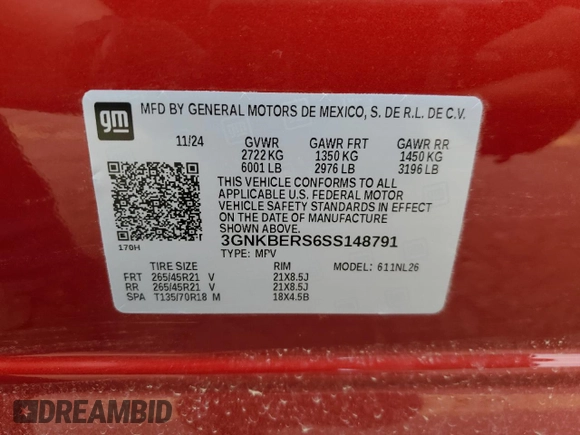 gm
MFD BY GENERAL MOTORS DE MEXICO, S. DE R.L. DE C.V.
11/24 GVWR GAWR FRT GAWR RR
2722 KG 1350 KG 1450 KG
6001 LB 2976 LB 3196 LB
THIS VEHICLE CONFORMS TO ALL
APPLICABLE U.S. FEDERAL MOTOR
VEHICLE SAFETY STANDARDS IN EFFECT
ON THE DATE OF MANUFACTURE
SHOWN ABOVE.
170H
3GNKBERS6SS148791
TYPE: MPV
TIRE SIZE RIM MODEL: 611NL26
FRT 265/45R21 V 21X8.5J
RR 265/45R21 V 21X8.5J
SPA T135/70R18 M 18X4.5B
DREAMBID